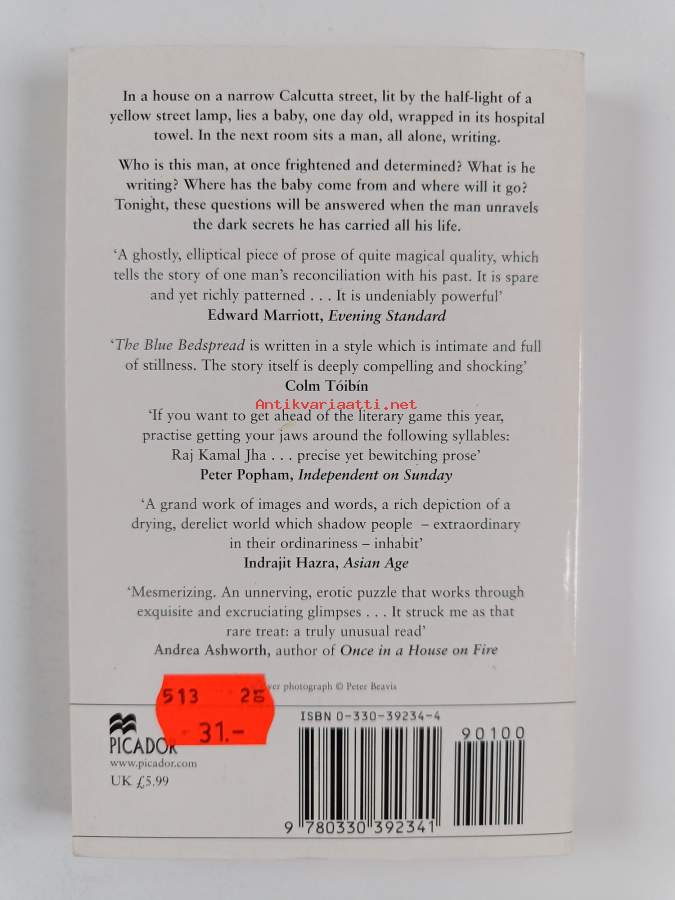 In a house on a narrow Calcutta street, lit by the half-light of a
yellow street lamp, lies a baby, one day old, wrapped in its hospital
towel. In the next room sits a man, all alone, writing.
Who is this man, at once frightened and determined? What is he
writing? Where has the baby come from and where will it go?
Tonight, these questions will be answered when the man unravels
the dark secrets he has carried all his life.
‘A ghostly, elliptical piece of prose of quite magical quality, which
tells the story of one man’s reconciliation with his past. It is spare
and yet richly patterned . . . It is undeniably powerful’
Edward Marriott, Evening Standard
‘The Blue Bedspread is written in a style which is intimate and full
of stillness. The story itself is deeply compelling and shocking’
Colm Tóibín
Antikvariaatti.net
‘If you want to get ahead of the literary game this year,
practise getting your jaws around the following syllables:
Raj Kamal Jha . . . precise yet bewitching prose’
Peter Popham, Independent on Sunday
‘A grand work of images and words, a rich depiction of a
drying, derelict world which shadow people – extraordinary
in their ordinariness – inhabit’
Indrajit Hazra, Asian Age
‘Mesmerizing. An unnerving, erotic puzzle that works through
exquisite and excruciating glimpses . . . It struck me as that
rare treat: a truly unusual read’
Andrea Ashworth, author of Once in a House on Fire
photograph © Peter Beavis
513
31.-
PICADOR
www.picador.com
UK £5.99
ISBN 0-330-39234-4
90100
9 780330 392341